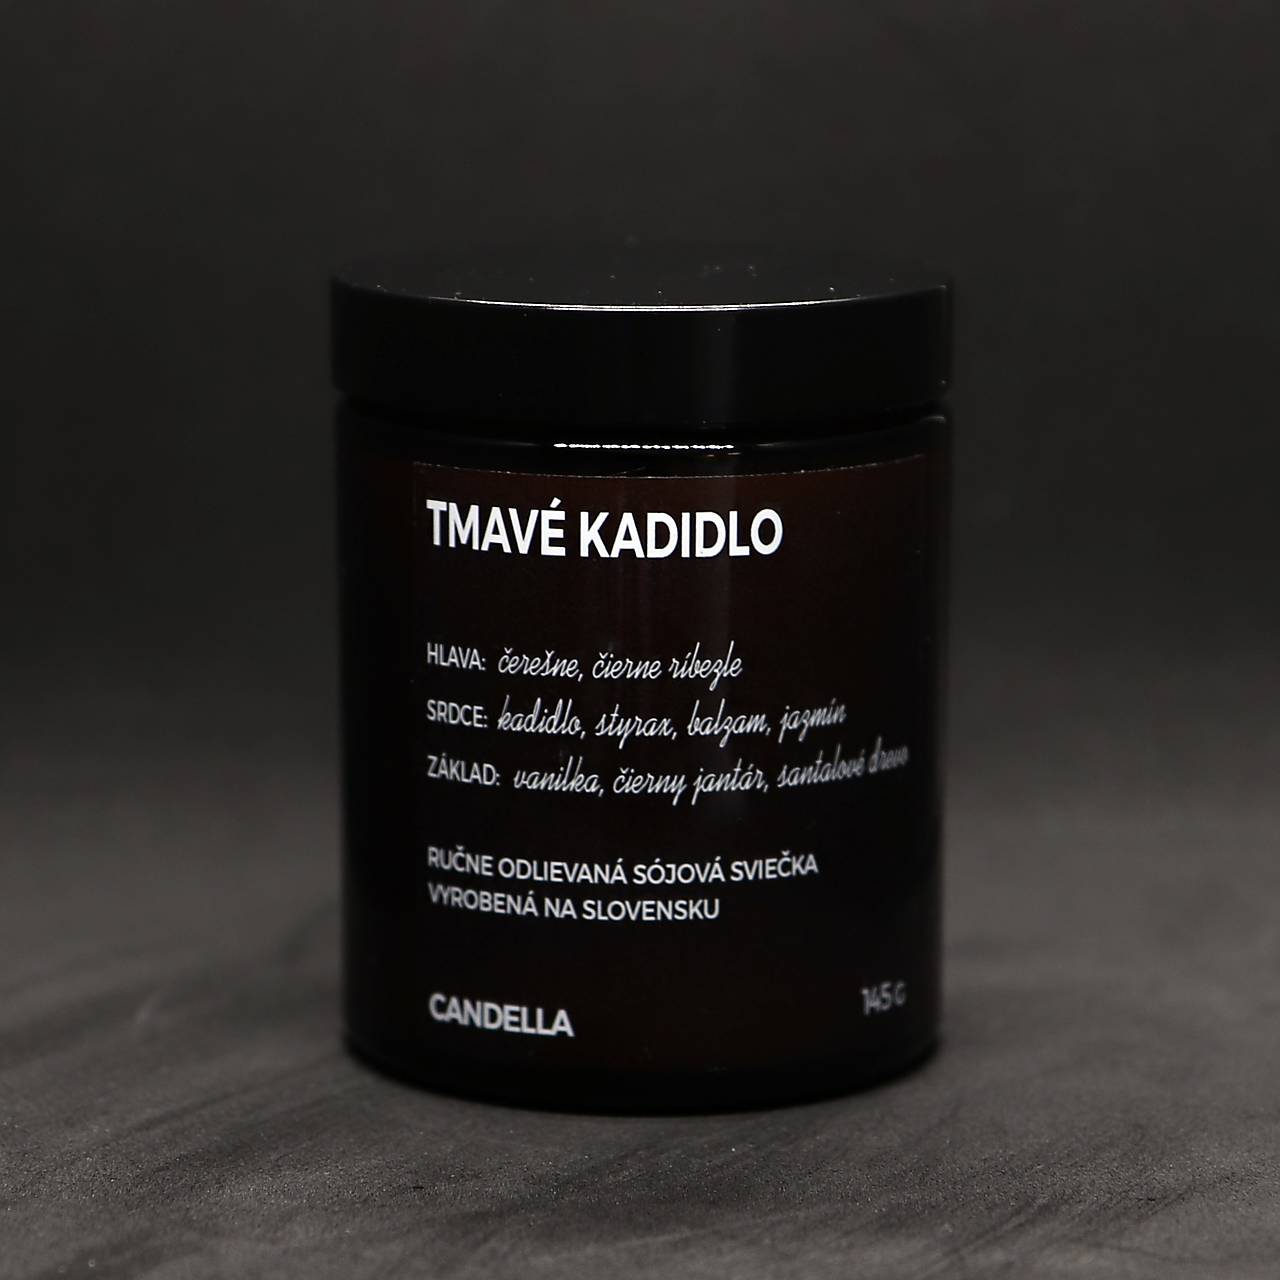 TMAVÉ KADIDLO
HLAVA: čerešne, čierne ríbezle
SRDCE: kadidlo, styrax, balzam, jazmín
ZÁKLAD: vanilka, čierny jantár, santalové drevo
RUČNE ODLIEVANÁ SÓJOVÁ SVIEČKA
VYROBENÁ NA SLOVENSKU
CANDELLA 145 G